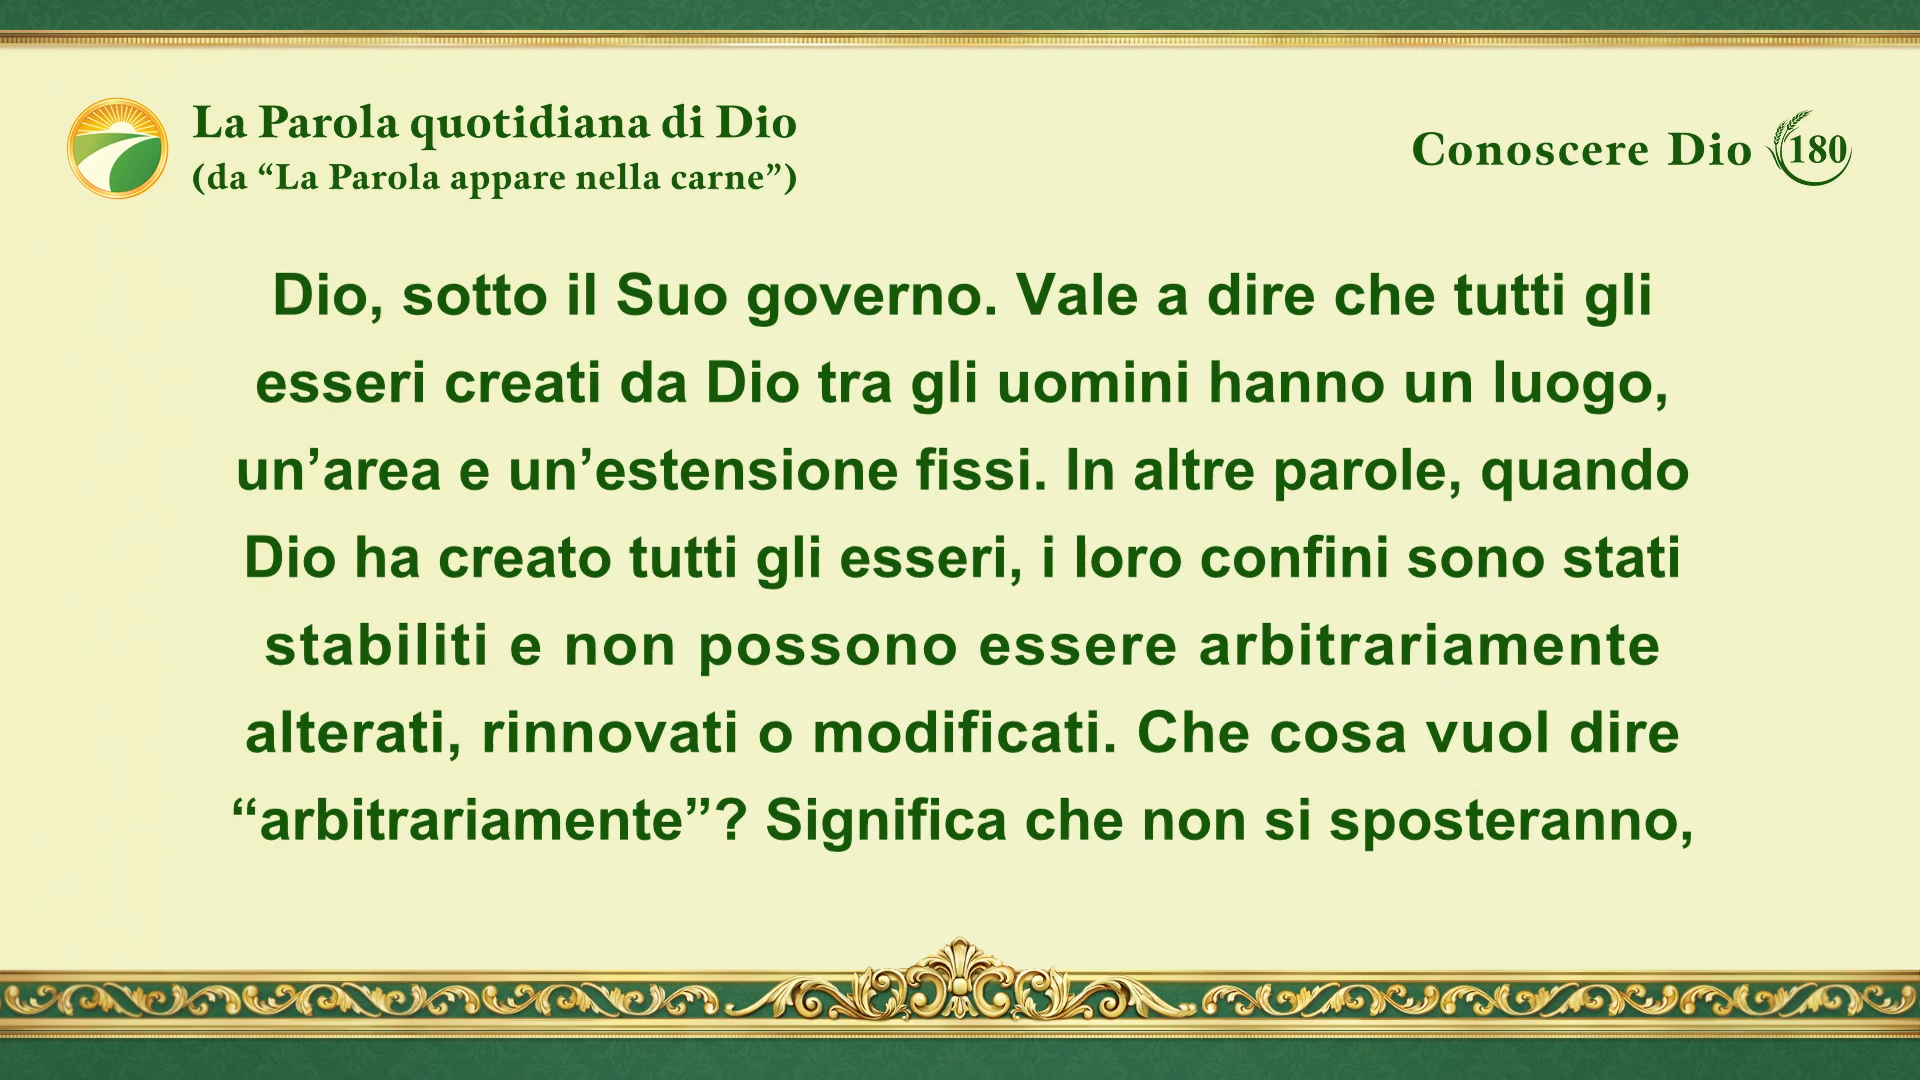 La Parola quotidiana di Dio
(da “La Parola appare nella carne”)
Conoscere Dio 180
Dio, sotto il Suo governo. Vale a dire che tutti gli
esseri creati da Dio tra gli uomini hanno un luogo,
un’area e un’estensione fissi. In altre parole, quando
Dio ha creato tutti gli esseri, i loro confini sono stati
stabiliti e non possono essere arbitrariamente
alterati, rinnovati o modificati. Che cosa vuol dire
“arbitrariamente”? Significa che non si sposteranno,